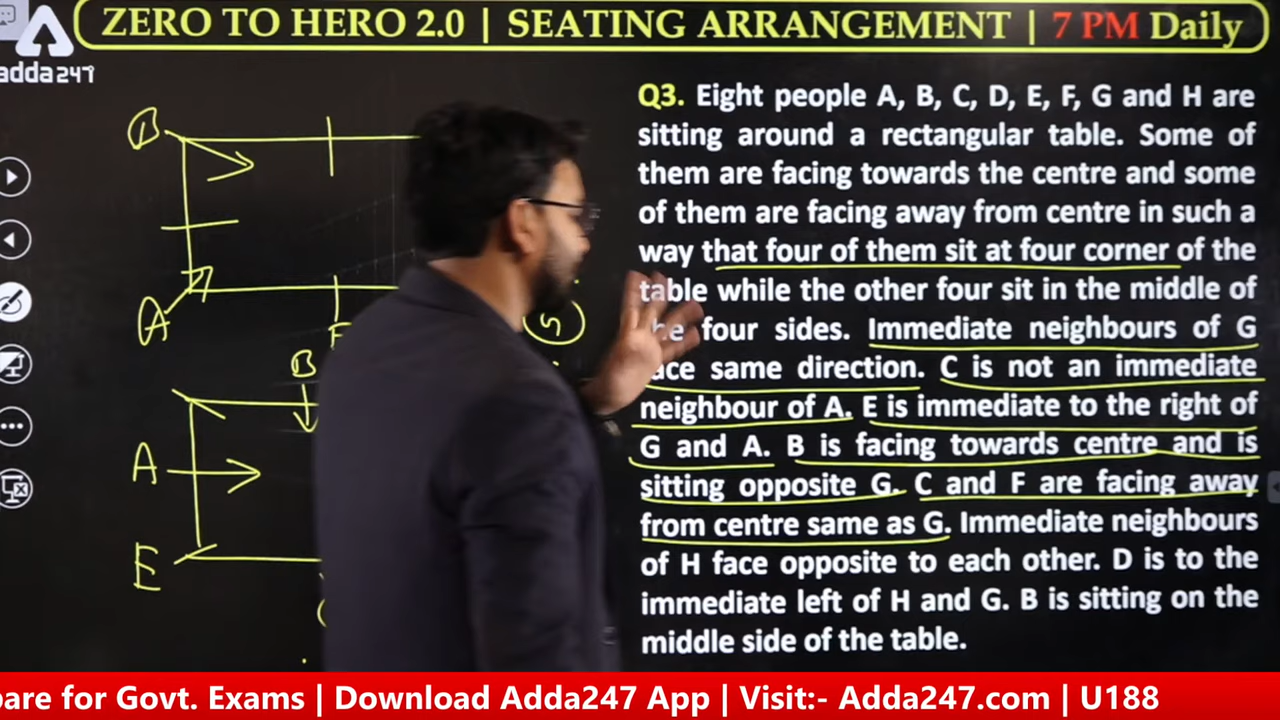 ZERO TO HERO 2.0 | SEATING ARRANGEMENT | 7 PM Daily
adda247
Q3. Eight people A, B, C, D, E, F, G and H are
sitting around a rectangular table. Some of
them are facing towards the centre and some
of them are facing away from centre in such a
way that four of them sit at four corner of the
table while the other four sit in the middle of
four sides. Immediate neighbours of G
same direction. C is not an immediate
neighbour of A. E is immediate to the right of
G and A. B is facing towards centre and is
sitting opposite G. C and F are facing away
from centre same as G. Immediate neighbours
of H face opposite to each other. D is to the
immediate left of H and G. B is sitting on the
middle side of the table.
B
A
B
A
E
pare for Govt. Exams | Download Adda247 App | Visit:- Adda247.com | U188